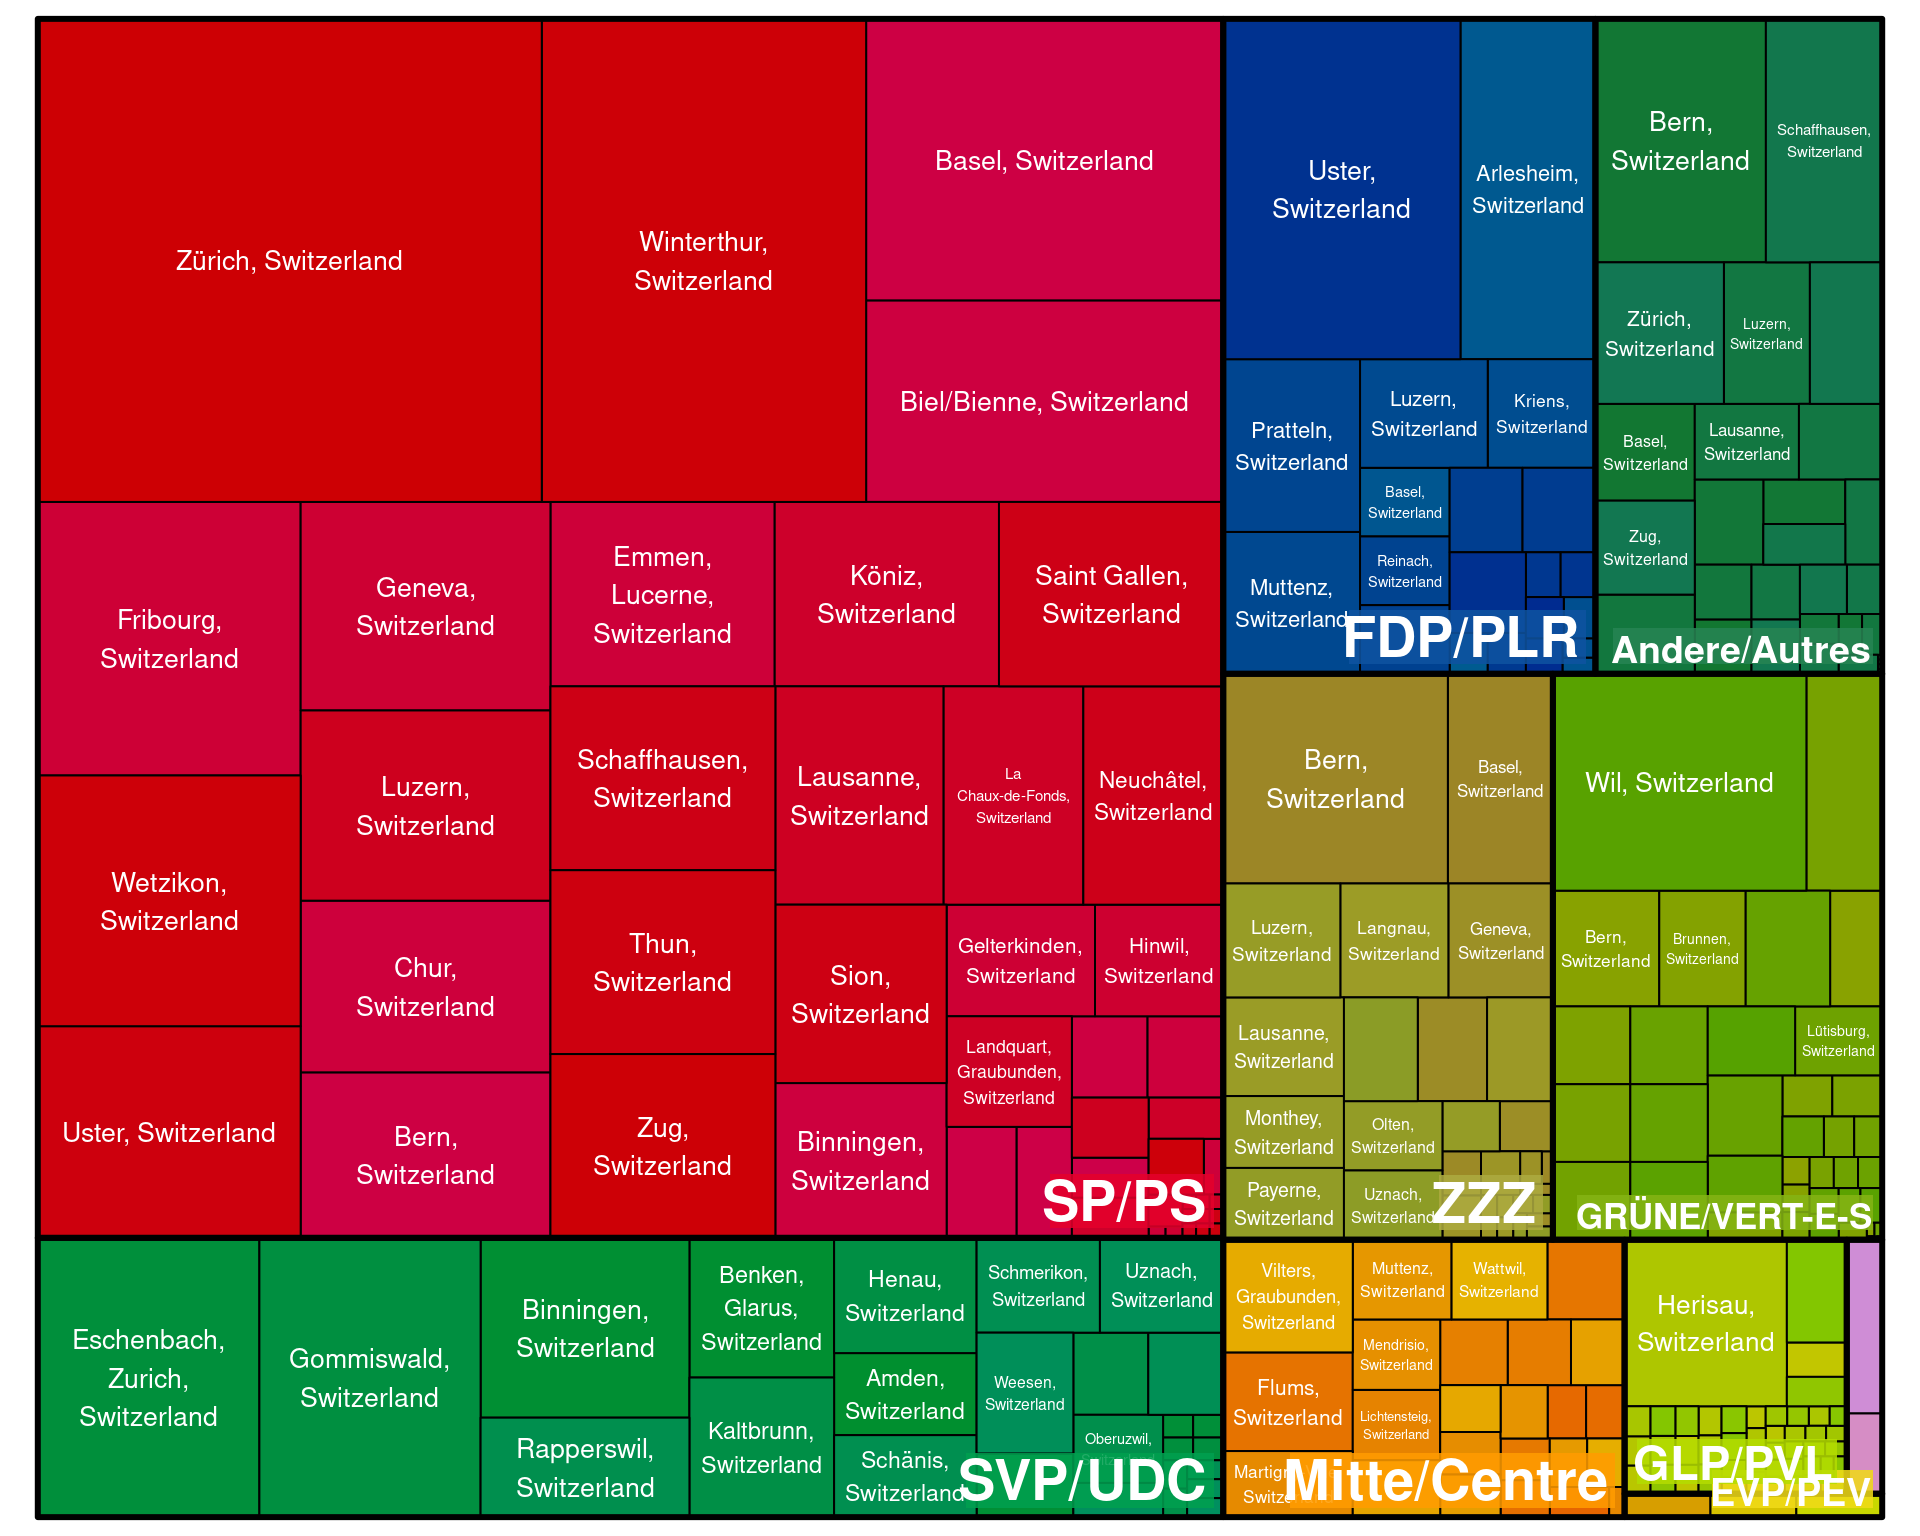 Zürich, Switzerland
Winterthur,
Switzerland
Basel, Switzerland
Biel/Bienne, Switzerland
Fribourg,
Switzerland
Wetzikon,
Switzerland
Uster, Switzerland
Geneva,
Switzerland
Luzern,
Switzerland
Chur,
Switzerland
Bern,
Switzerland
Emmen,
Lucerne,
Switzerland
Schaffhausen,
Switzerland
Thun,
Switzerland
Zug,
Switzerland
Köniz,
Switzerland
Saint Gallen,
Switzerland
Lausanne,
Switzerland
La
Chaux-de-Fonds,
Switzerland
Neuchâtel,
Switzerland
Sion,
Switzerland
Binningen,
Switzerland
Gelterkinden,
Switzerland
Hinwil,
Switzerland
Landquart,
Graubunden,
Switzerland
SP/PS
Uster,
Switzerland
Arlesheim,
Switzerland
Pratteln,
Switzerland
Muttenz,
Switzerland
Luzern,
Switzerland
Kriens,
Switzerland
Basel,
Switzerland
Reinach,
Switzerland
FDP/PLR
Bern,
Switzerland
Schaffhausen,
Switzerland
Zürich,
Switzerland
Luzern,
Switzerland
Basel,
Switzerland
Lausanne,
Switzerland
Zug,
Switzerland
Andere/Autres
Bern,
Switzerland
Basel,
Switzerland
Luzern,
Switzerland
Langnau,
Switzerland
Geneva,
Switzerland
Lausanne,
Switzerland
Monthey,
Switzerland
Payerne,
Switzerland
Olten,
Switzerland
Uznach,
Switzerland
ZZZ
Wil, Switzerland
Bern,
Switzerland
Brunnen,
Switzerland
Lütisburg,
Switzerland
GRÜNE/VERT-E-S
Eschenbach,
Zurich,
Switzerland
Gommiswald,
Switzerland
Binningen,
Switzerland
Rapperswil,
Switzerland
Benken,
Glarus,
Switzerland
Kaltbrunn,
Switzerland
Henau,
Switzerland
Amden,
Switzerland
Schänis,
Switzerland
Schmerikon,
Switzerland
Uznach,
Switzerland
Weesen,
Switzerland
Oberuzwil,
SVP/UDC
Vilters,
Graubunden,
Switzerland
Flums,
Switzerland
Muttenz,
Switzerland
Wattwil,
Switzerland
Mendrisio,
Switzerland
Lichtensteig,
Switzerland
Mitte/Centre
Herisau,
Switzerland
GLP/PVL
EVP/PEV